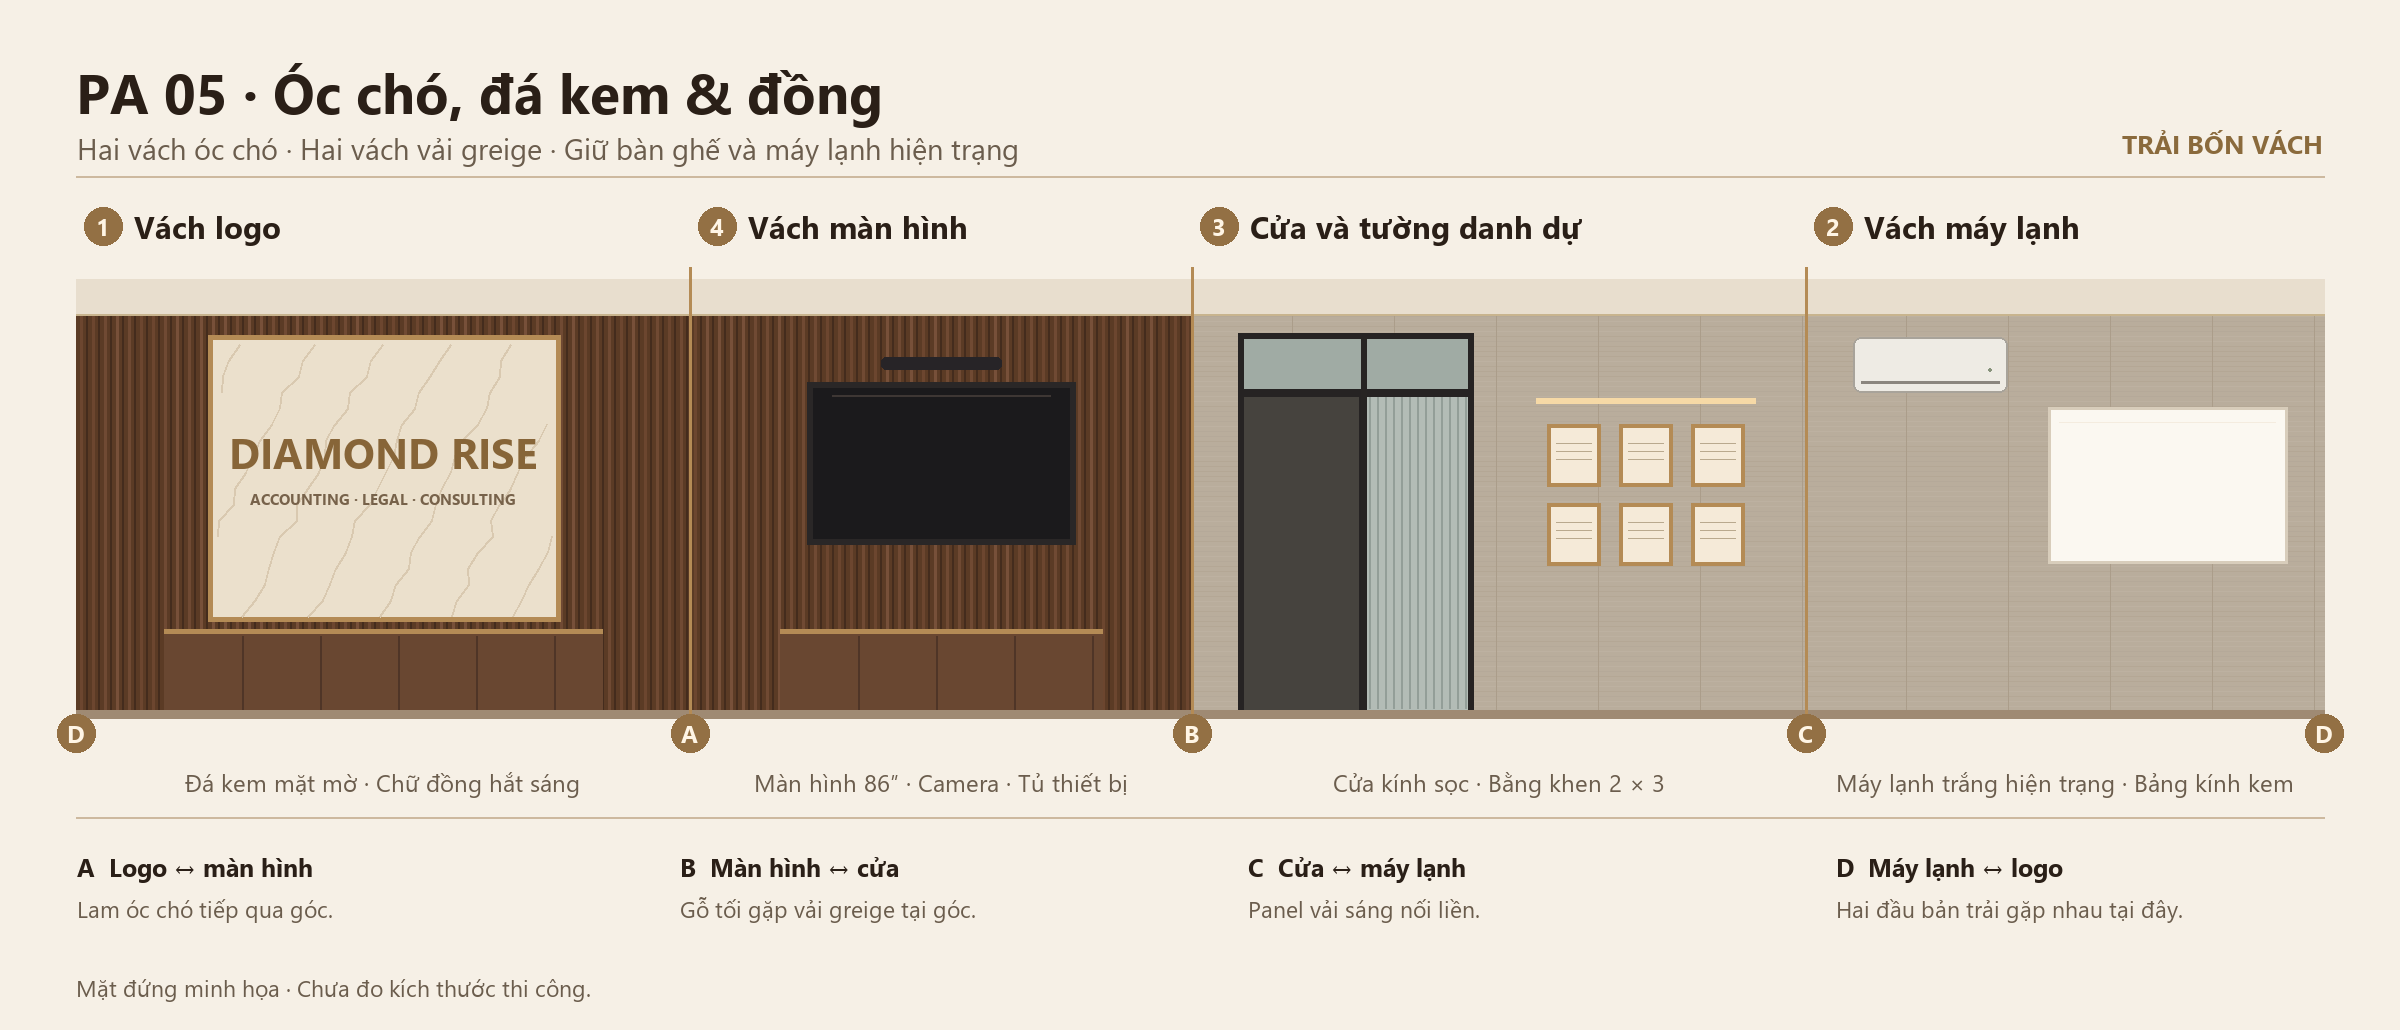 PA 05 · Óc chó, đá kem & đồng
Hai vách óc chó · Hai vách vải greige · Giữ bàn ghế và máy lạnh hiện trạng
TRẢI BỐN VÁCH
1 Vách logo
4 Vách màn hình
3 Cửa và tường danh dự
2 Vách máy lạnh
DIAMOND RISE
ACCOUNTING · LEGAL · CONSULTING
D
A
B
C
D
Đá kem mặt mờ · Chữ đồng hắt sáng
Màn hình 86″ · Camera · Tủ thiết bị
Cửa kính sọc · Bằng khen 2 × 3
Máy lạnh trắng hiện trạng · Bảng kính kem
A Logo ↔ màn hình
Lam óc chó tiếp qua góc.
B Màn hình ↔ cửa
Gỗ tối gặp vải greige tại góc.
C Cửa ↔ máy lạnh
Panel vải sáng nối liền.
D Máy lạnh ↔ logo
Hai đầu bản trải gặp nhau tại đây.
Mặt đứng minh họa · Chưa đo kích thước thi công.